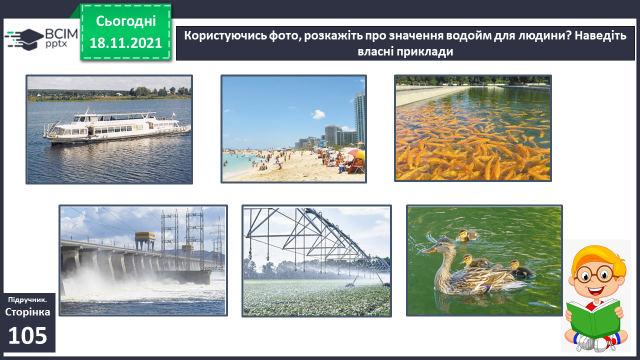 ВСІМ
pptx
Сьогодні
18.11.2021
Користуючись фото, розкажіть про значення водойм для людини? Наведіть
власні приклади
Підручник.
Сторінка
105